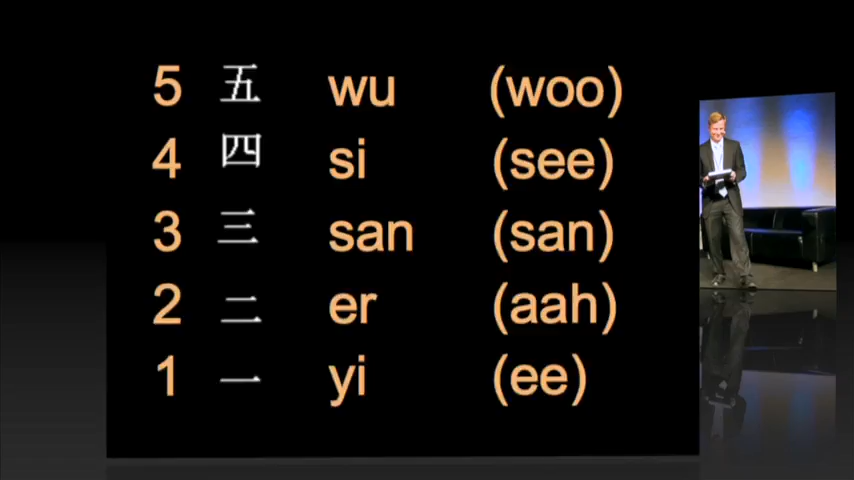 5 五 wu (woo)
4 四 si (see)
3 三 san (san)
2 二 er (aah)
1 一 yi (ee)